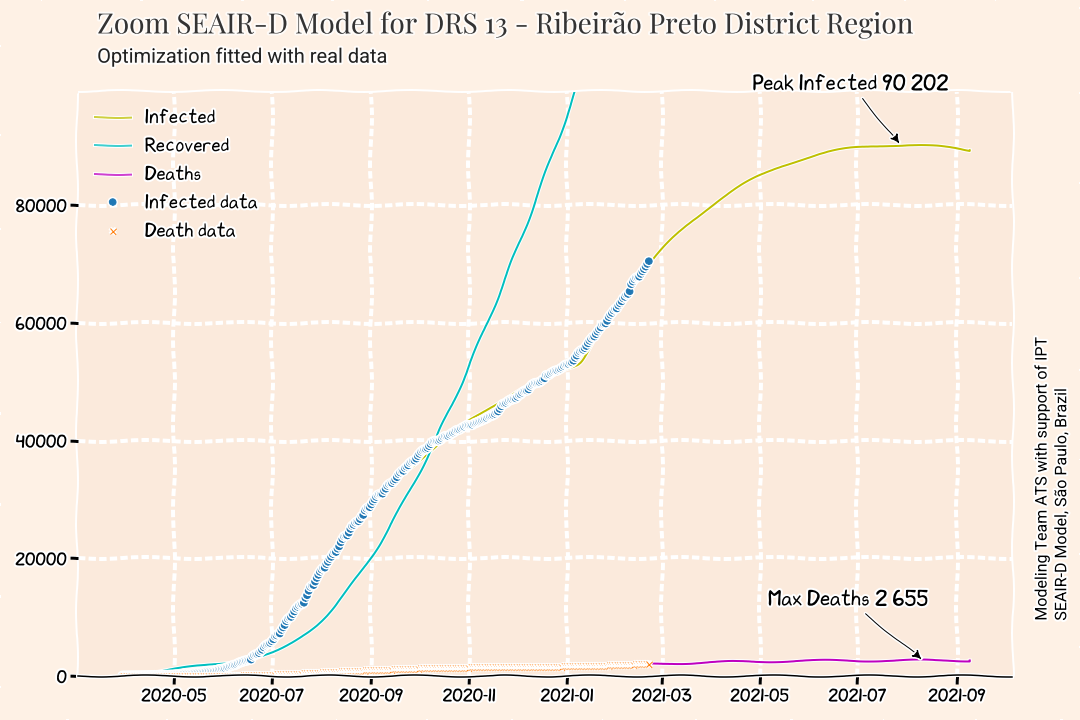 Zoom SEAIR-D Model for DRS 13 - Ribeirão Preto District Region
Optimization fitted with real data
Peak Infected 90 202
Infected
Recovered
Deaths
Infected data
Death data
80000
60000
40000
20000
0
Max Deaths 2 655
2020-05
2020-07
2020-09
2020-11
2021-01
2021-03
2021-05
2021-07
2021-09
Modeling Team ATS with support of IPT
SEAIR-D Model, São Paulo, Brazil